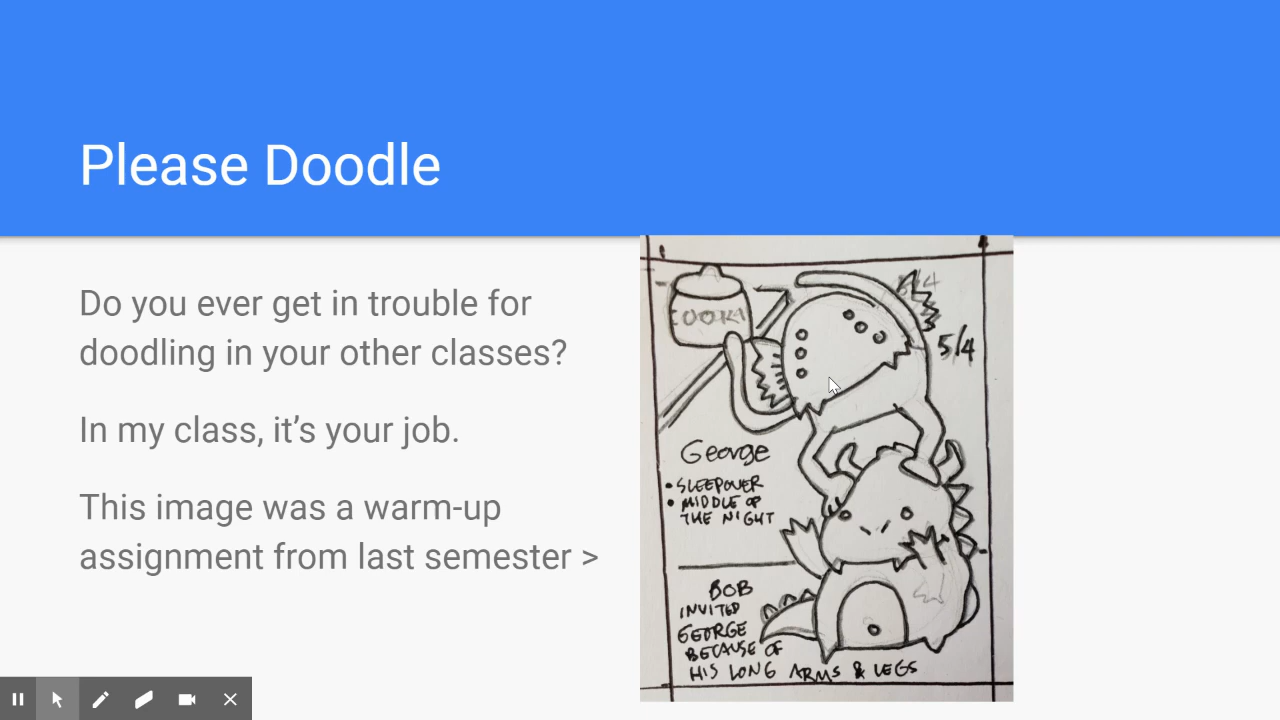 Please Doodle
Do you ever get in trouble for
doodling in your other classes?
In my class, it's your job.
This image was a warm-up
assignment from last semester >
5/4
George
• SLEEPOVER
• MIDDLE OF
THE NIGHT
BOB
INVITED
GEORGE
BECAUSE OF
HIS LONG ARMS & LEGS